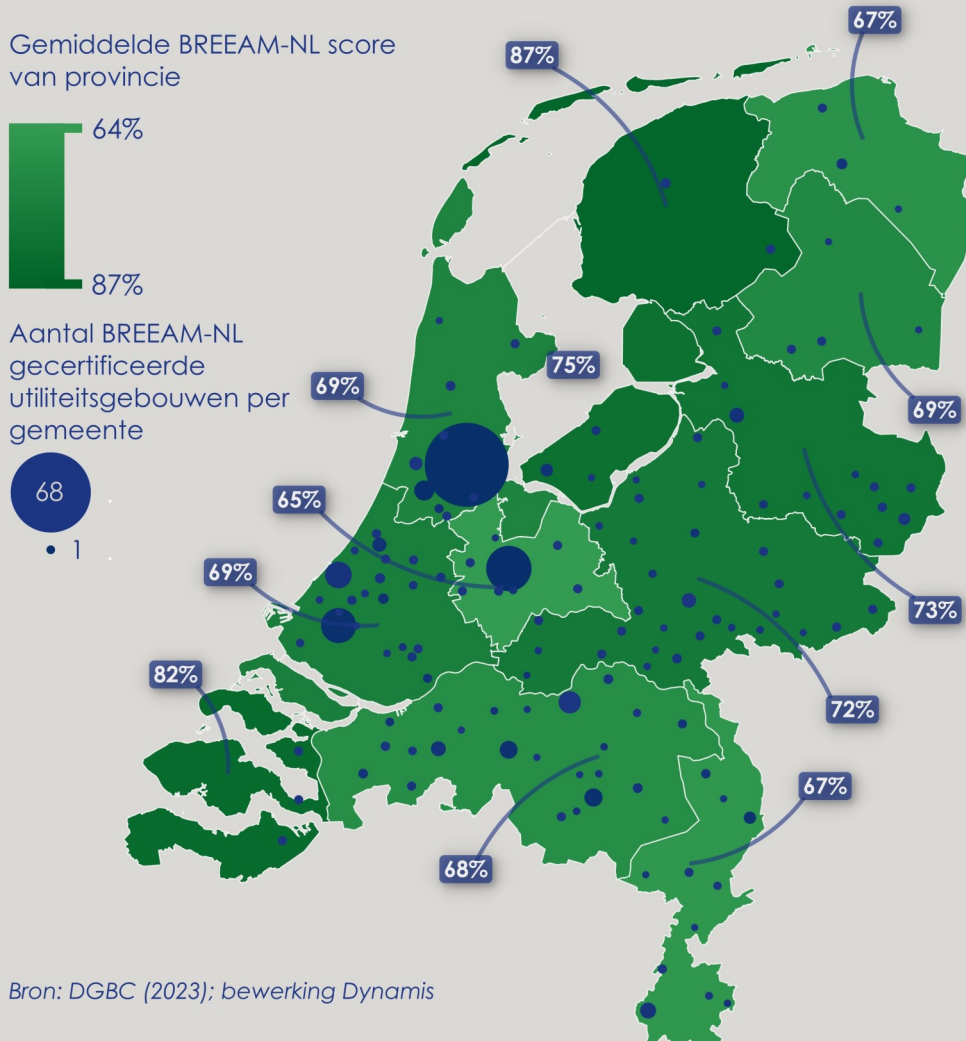 Gemiddelde BREEAM-NL score
van provincie
64%
87%
Aantal BREEAM-NL
gecertificeerde
utiliteitsgebouwen per
gemeente
68
1
67%
87%
75%
69%
69%
65%
69%
73%
82%
72%
67%
68%
Bron: DGBC (2023); bewerking Dynamis